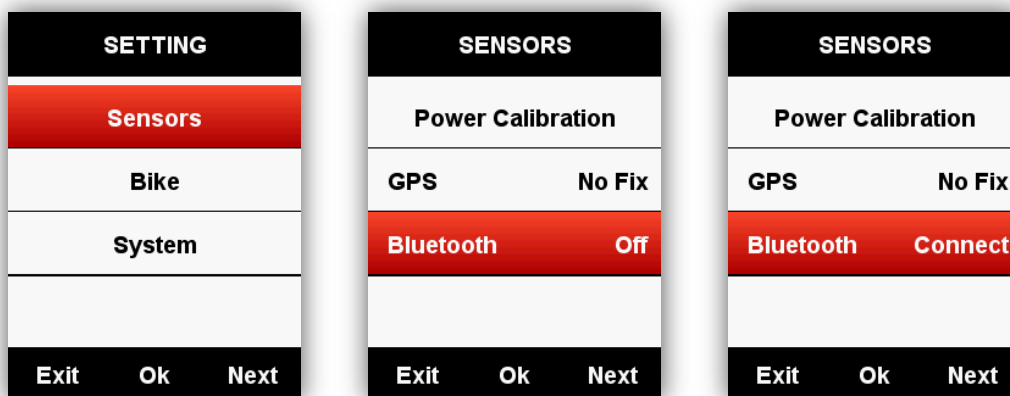 SETTING
Sensors
Bike
System
Exit Ok Next
SENSORS
Power Calibration
GPS No Fix
Bluetooth Off
Exit Ok Next
SENSORS
Power Calibration
GPS No Fix
Bluetooth Connect
Exit Ok Next